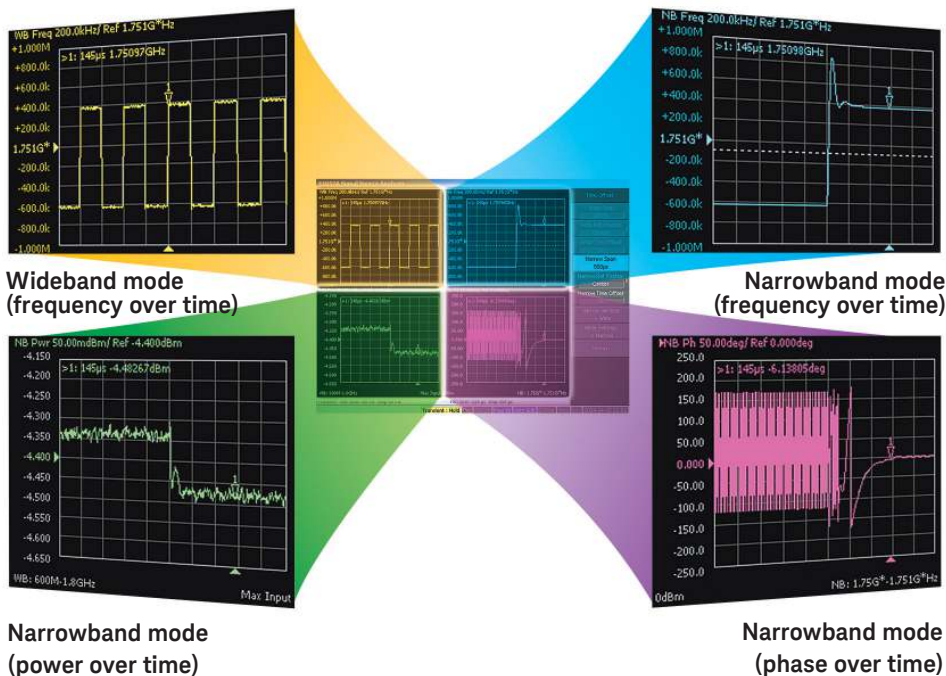 WB Freq 200.0kHz/ Ref 1.751G*Hz
+1.000M
>1: 145µs 1.75097GHz
+800.0k
+600.0k
+400.0k
1
+200.0k
1.751G*
-200.0k
-400.0k
-600.0k
-800.0k
-1.000M
Wideband mode
(frequency over time)
NB Freq 200.0kHz/ Ref 1.751G*Hz
+1.000M
>1: 145µs 1.75098GHz
+800.0k
+600.0k
+400.0k
1
+200.0k
1.751G*
-200.0k
-400.0k
-600.0k
-800.0k
-1.000M
Narrowband mode
(frequency over time)
NB Pwr 50.00mdBm/ Ref -4.400dBm
-4.150
>1: 145µs -4.48267dBm
-4.200
-4.250
-4.300
-4.350
-4.400
-4.450
1
-4.500
-4.550
-4.600
-4.650
WB: 600M-1.8GHz
Max Input
Narrowband mode
(power over time)
NB Ph 50.00deg/ Ref 0.000deg
250.0
>1: 145µs -6.13805deg
200.0
150.0
100.0
50.00
1
0.000
-50.00
-100.0
-150.0
-200.0
-250.0
NB: 1.75G*-1.751G*Hz
0dBm
Narrowband mode
(phase over time)